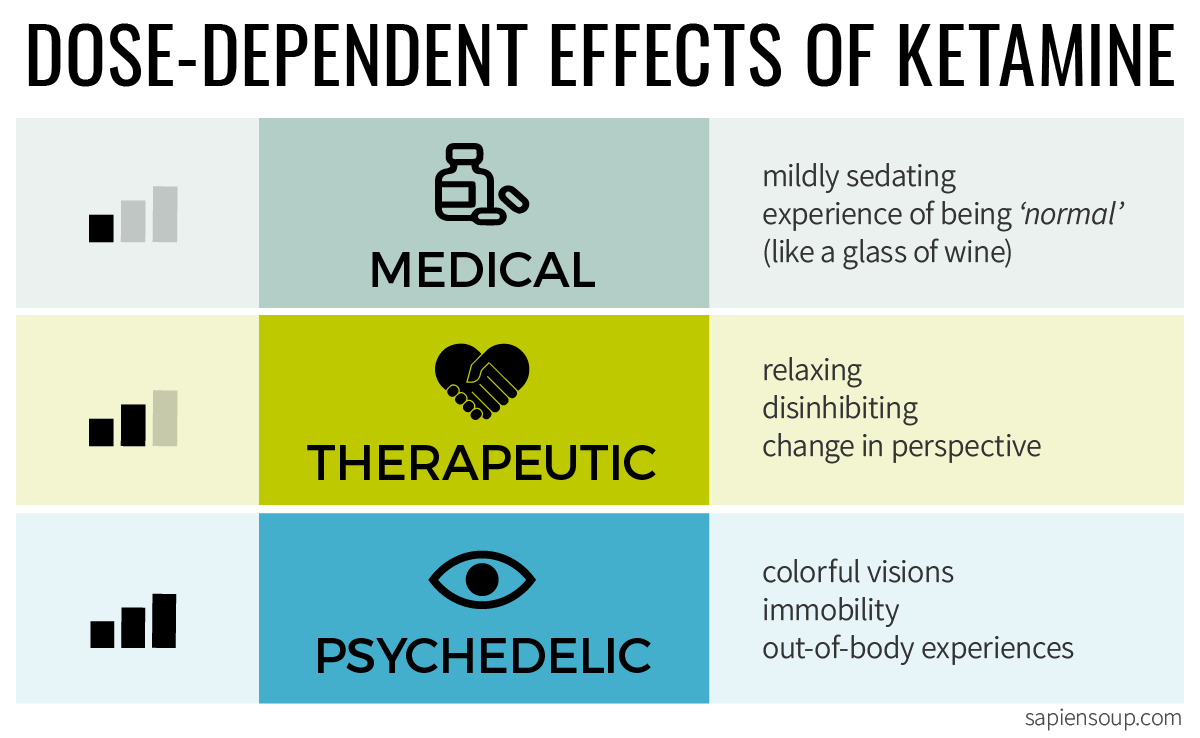 DOSE-DEPENDENT EFFECTS OF KETAMINE
MEDICAL
mildly sedating
experience of being ‘normal’
(like a glass of wine)
THERAPEUTIC
relaxing
disinhibiting
change in perspective
PSYCHEDELIC
colorful visions
immobility
out-of-body experiences
sapiensoup.com